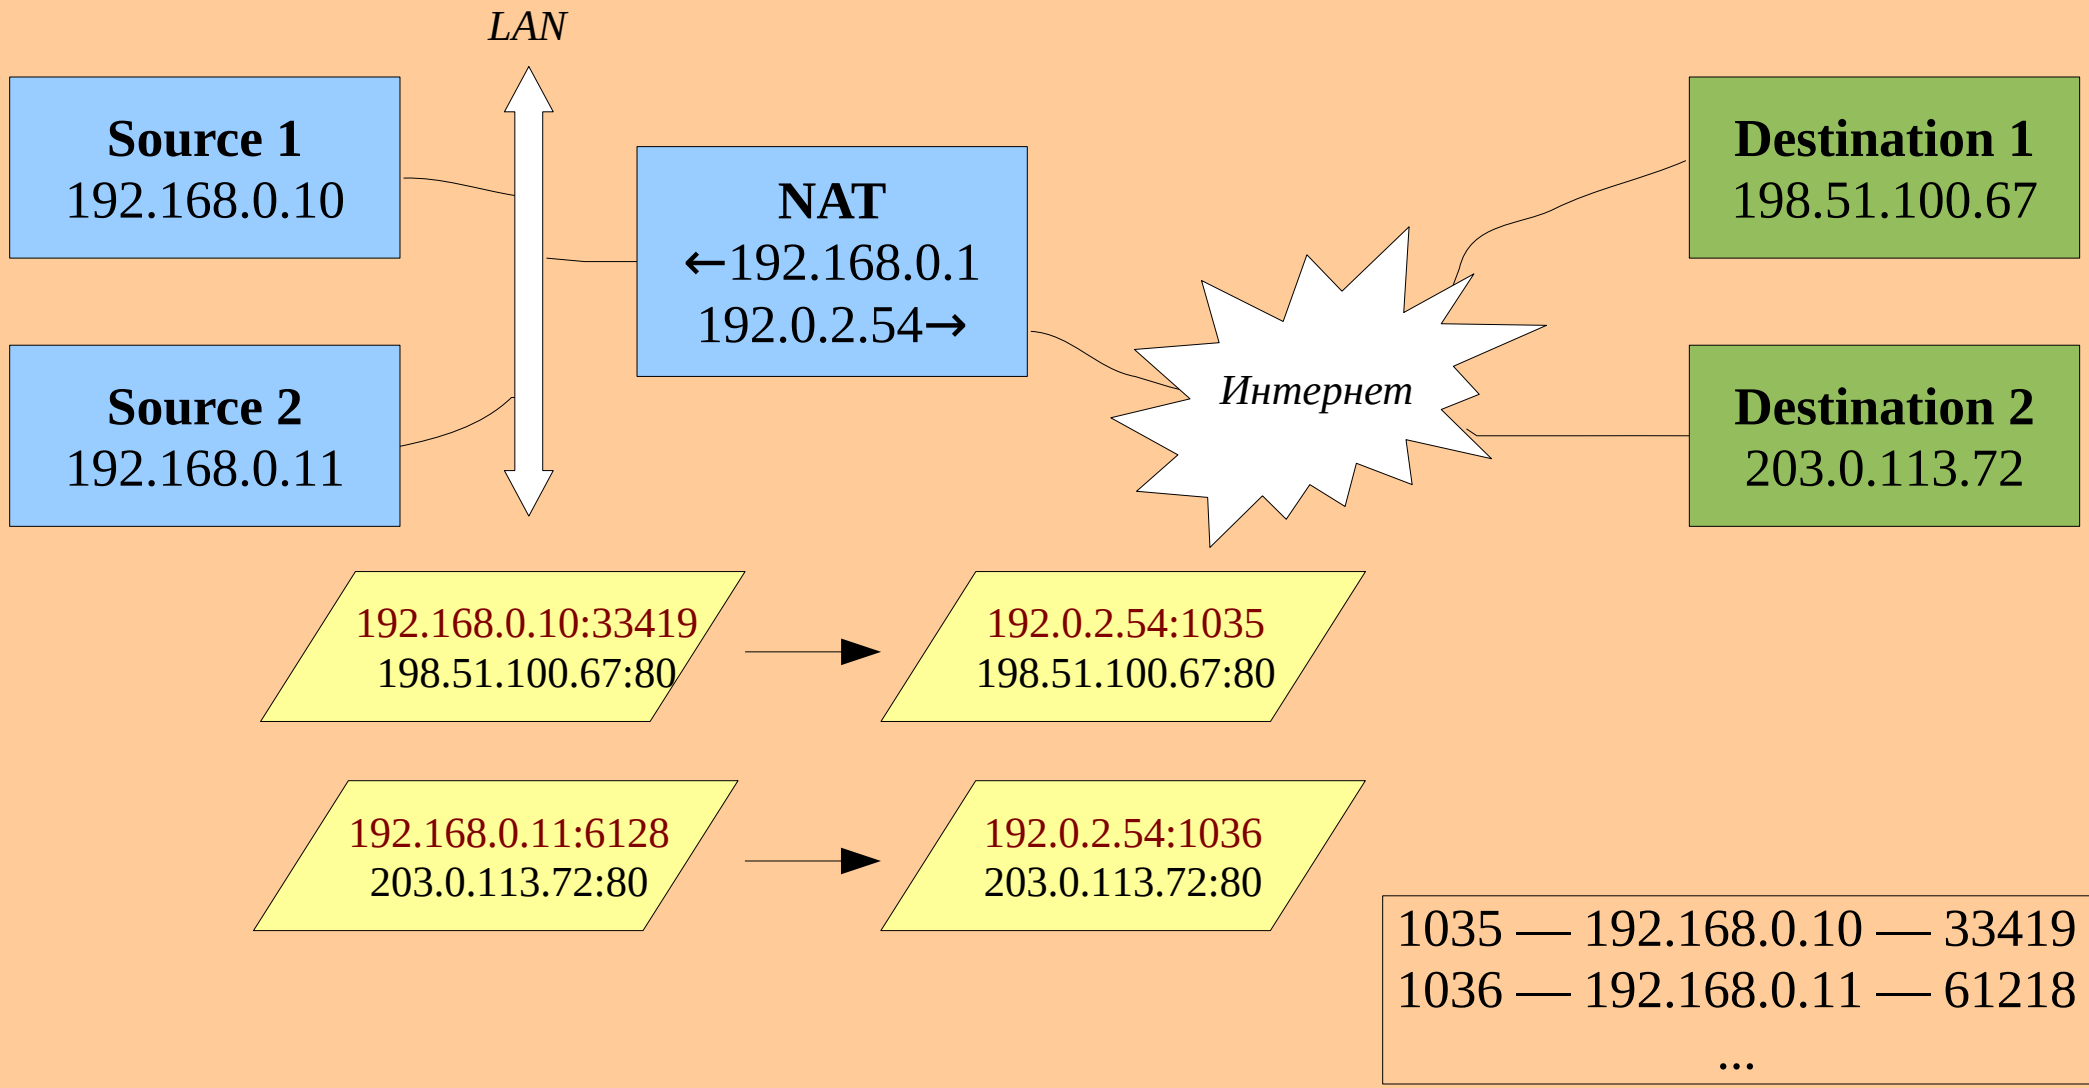 LAN
Source 1
192.168.0.10
Source 2
192.168.0.11
NAT
←192.168.0.1
192.0.2.54→
Интернет
Destination 1
198.51.100.67
Destination 2
203.0.113.72
192.168.0.10:33419
198.51.100.67:80
192.0.2.54:1035
198.51.100.67:80
192.168.0.11:6128
203.0.113.72:80
192.0.2.54:1036
203.0.113.72:80
1035 — 192.168.0.10 — 33419
1036 — 192.168.0.11 — 61218
...